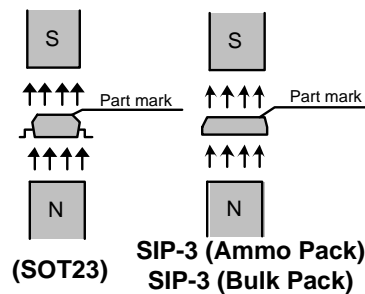 S
S
Part mark
Part mark
N
N
(SOT23)
SIP-3 (Ammo Pack)
SIP-3 (Bulk Pack)